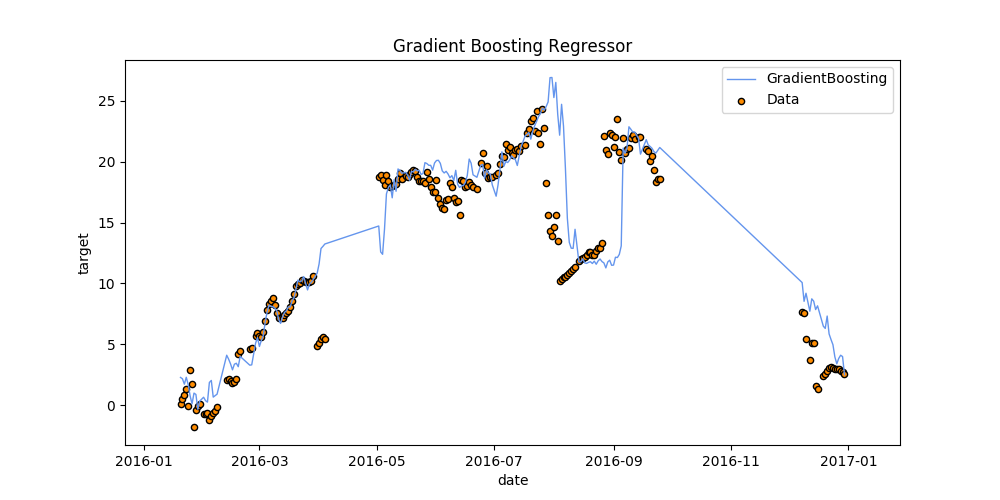 Gradient Boosting Regressor
GradientBoosting
Data
target
25
20
15
10
5
0
2016-01
2016-03
2016-05
2016-07
2016-09
2016-11
2017-01
date